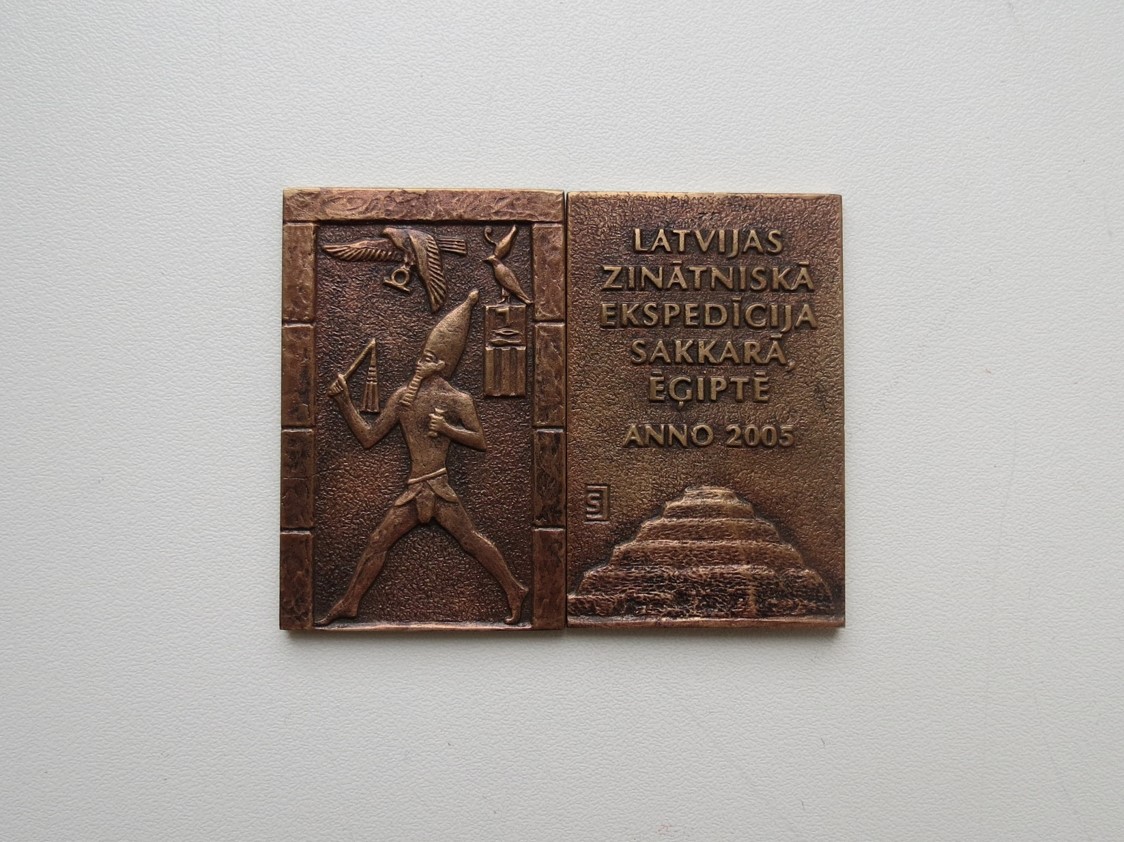 LATVIJAS
ZINĀTNISKĀ
EKSPEDĪCIJA
SAKKARĀ,
ĒĢIPTĒ
ANNO 2005